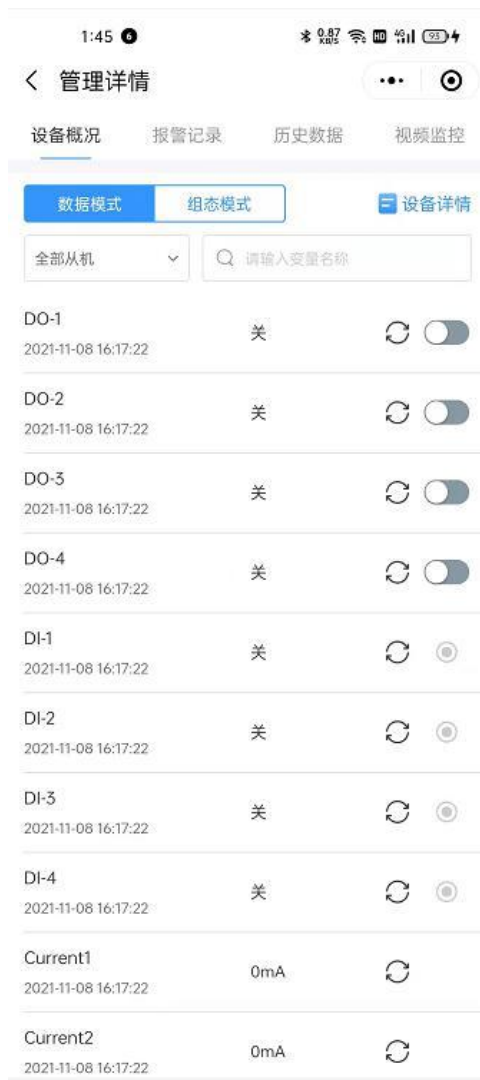 1:45 6 0.87 KB/S HD 4G 93
管理详情
设备概况 报警记录 历史数据 视频监控
数据模式 组态模式 设备详情
全部从机 请输入变量名称
DO-1
关
2021-11-08 16:17:22
DO-2
关
2021-11-08 16:17:22
DO-3
关
2021-11-08 16:17:22
DO-4
关
2021-11-08 16:17:22
DI-1
关
2021-11-08 16:17:22
DI-2
关
2021-11-08 16:17:22
DI-3
关
2021-11-08 16:17:22
DI-4
关
2021-11-08 16:17:22
Current1
0mA
2021-11-08 16:17:22
Current2
0mA
2021-11-08 16:17:22